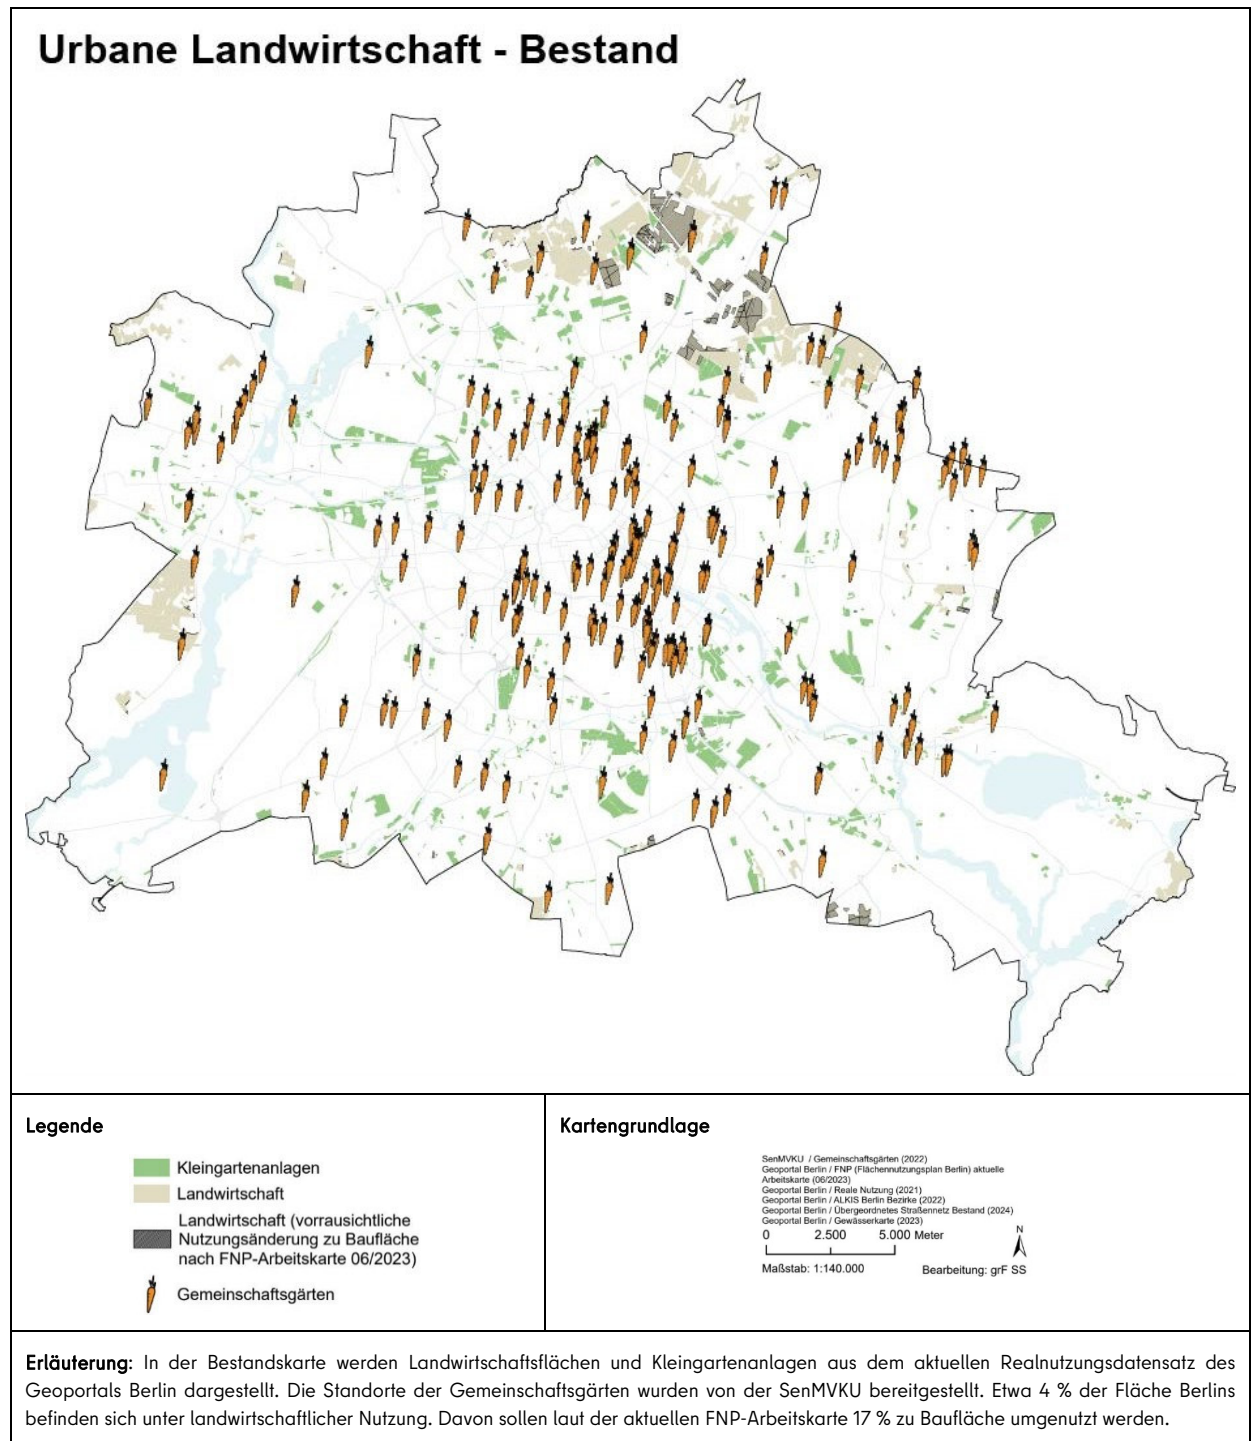 Urbane Landwirtschaft - Bestand
Legende
Kleingartenanlagen
Landwirtschaft
Landwirtschaft (vorrausichtliche
Nutzungsänderung zu Baufläche
nach FNP-Arbeitskarte 06/2023)
Gemeinschaftsgärten
Kartengrundlage
SenMVKU / Gemeinschaftsgärten (2022)
Geoportal Berlin / FNP (Flächennutzungsplan Berlin) aktuelle
Arbeitskarte (06/2023)
Geoportal Berlin / Reale Nutzung (2021)
Geoportal Berlin / ALKIS Berlin Bezirke (2022)
Geoportal Berlin / Übergeordnetes Straßennetz Bestand (2024)
Geoportal Berlin / Gewässerkarte (2023)
0 2.500 5.000 Meter
N
Maßstab: 1:140.000 Bearbeitung: grF SS
Erläuterung: In der Bestandskarte werden Landwirtschaftsflächen und Kleingartenanlagen aus dem aktuellen Realnutzungsdatensatz des
Geoportals Berlin dargestellt. Die Standorte der Gemeinschaftsgärten wurden von der SenMVKU bereitgestellt. Etwa 4 % der Fläche Berlins
befinden sich unter landwirtschaftlicher Nutzung. Davon sollen laut der aktuellen FNP-Arbeitskarte 17 % zu Baufläche umgenutzt werden.